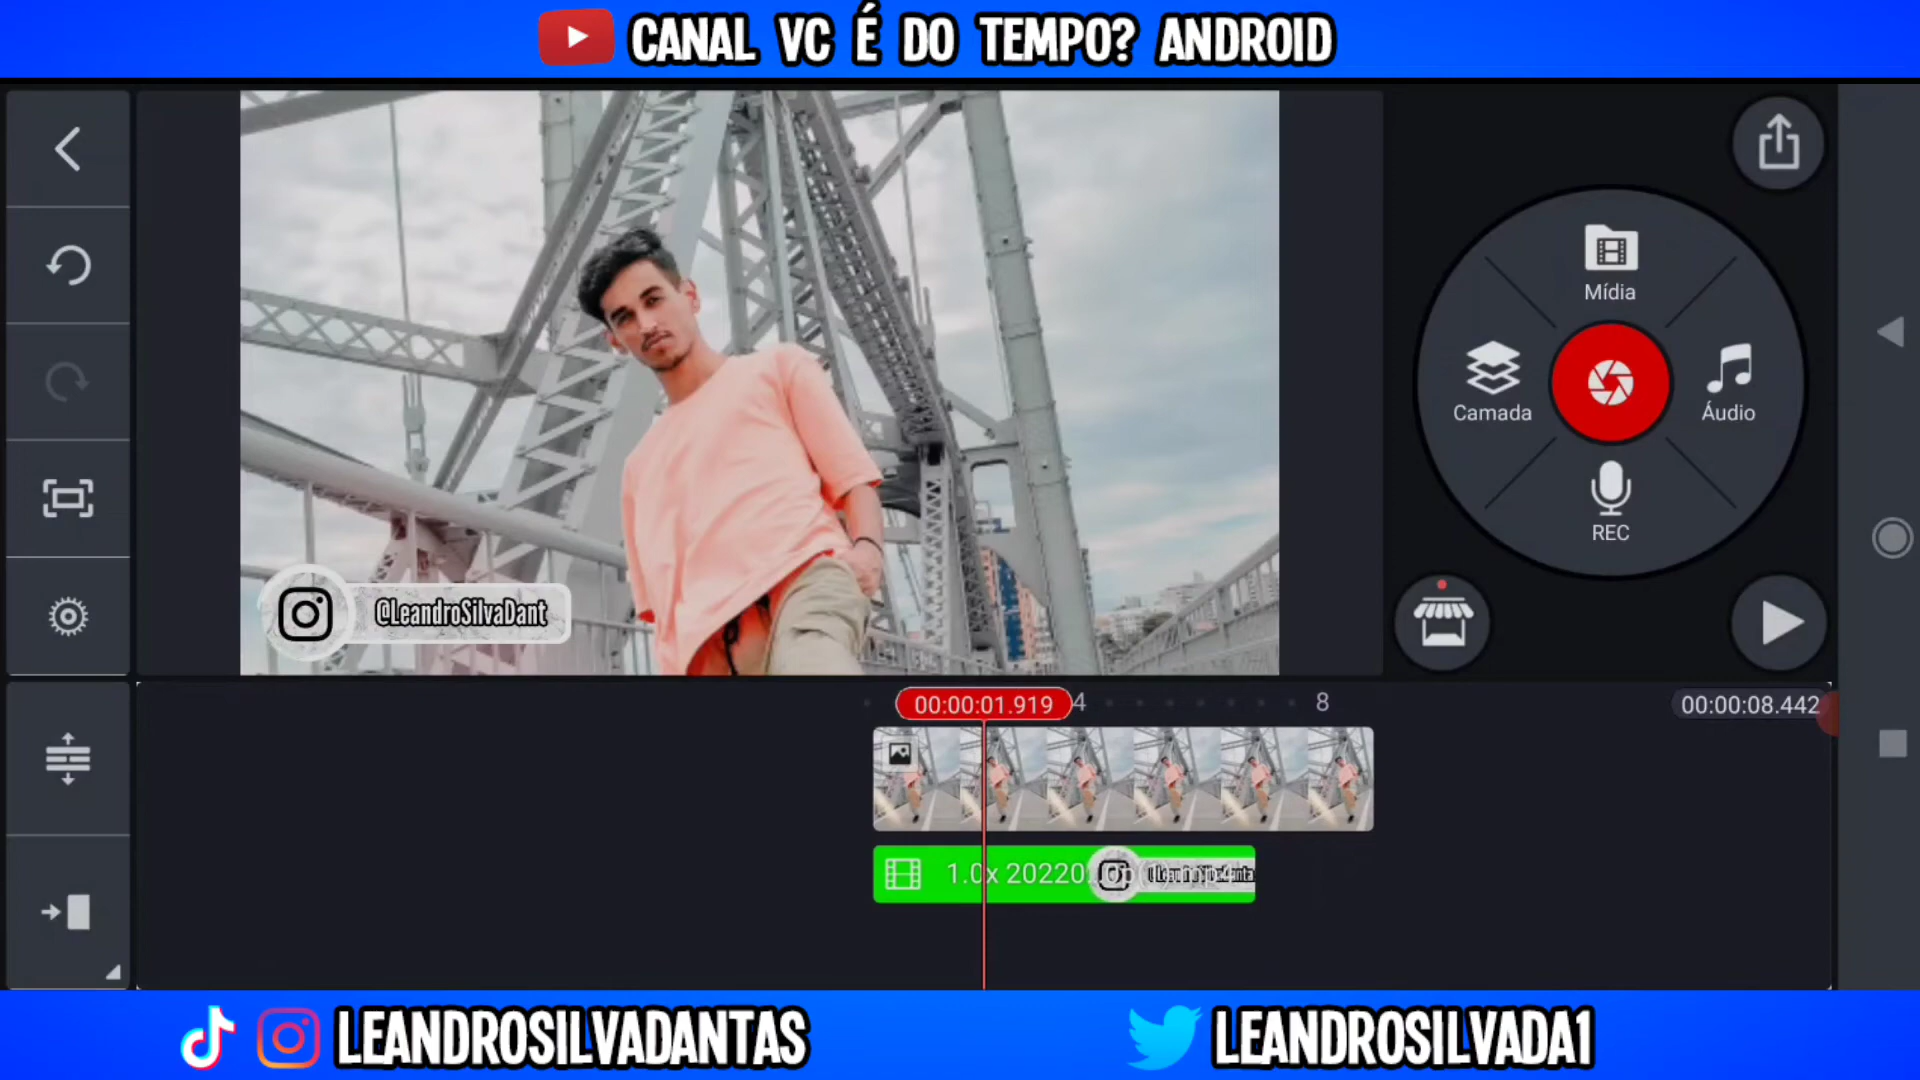 CANAL VC É DO TEMPO? ANDROID
Mídia
Camada
Áudio
REC
@LeandroSilvaDant
00:00:01.919
4
8
00:00:08.442
1.0x 20220
LEANDROSILVADANTAS
LEANDROSILVADA1